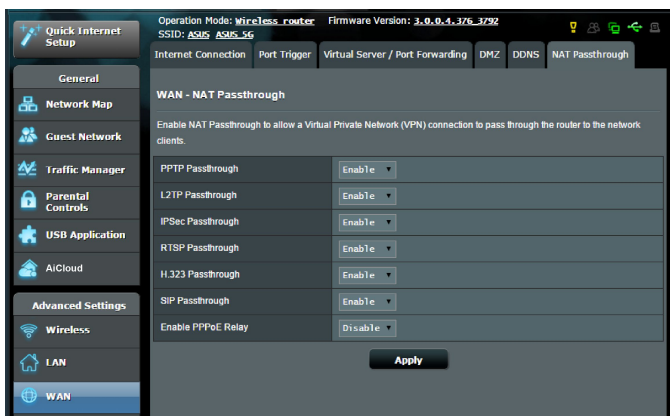 Quick Internet
Setup
Operation Mode: Wireless router Firmware Version: 3.0.0.4.376_3792
SSID: ASUS ASUS_5G
Internet Connection Port Trigger Virtual Server / Port Forwarding DMZ DDNS NAT Passthrough
General
Network Map
Guest Network
Traffic Manager
Parental
Controls
USB Application
AiCloud
Advanced Settings
Wireless
LAN
WAN
WAN - NAT Passthrough
Enable NAT Passthrough to allow a Virtual Private Network (VPN) connection to pass through the router to the network
clients.
PPTP Passthrough Enable
L2TP Passthrough Enable
IPSec Passthrough Enable
RTSP Passthrough Enable
H.323 Passthrough Enable
SIP Passthrough Enable
Enable PPPoE Relay Disable
Apply